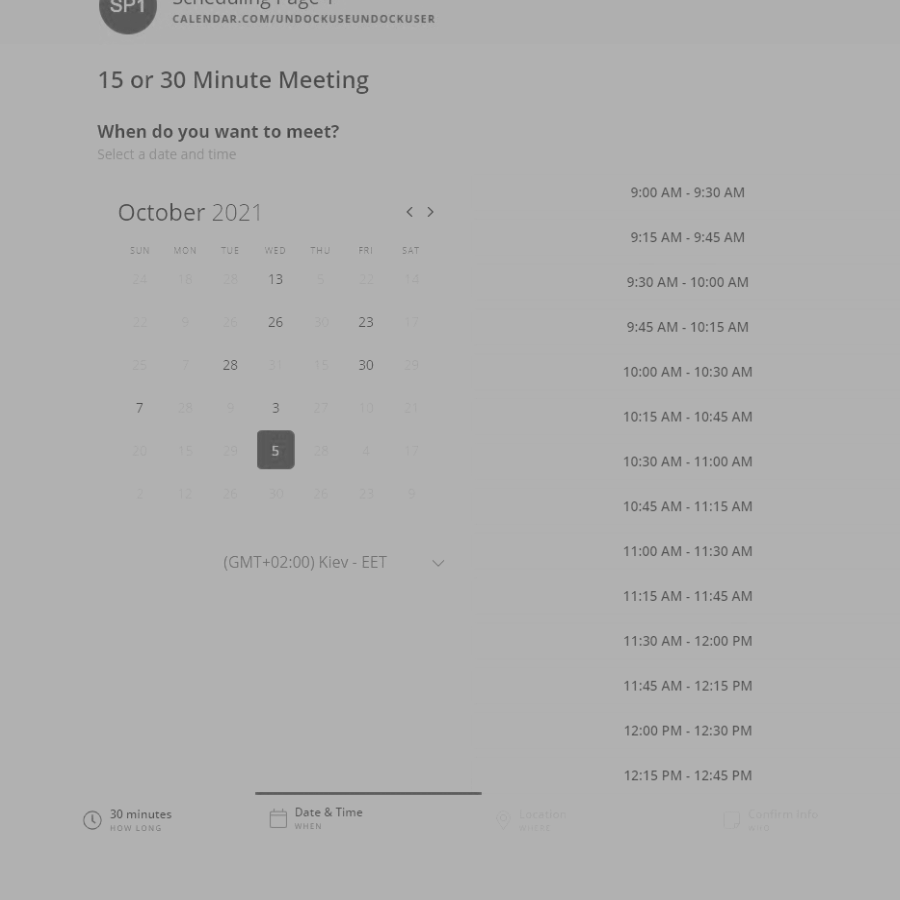 SP1
Scheduling Page 1
CALENDAR.COM/UNDOCKUSEUNDOCKUSER
15 or 30 Minute Meeting
When do you want to meet?
Select a date and time
October 2021
SUN MON TUE WED THU FRI SAT
24 18 28 13 5 22 14
22 9 26 26 30 23 17
25 7 28 31 15 30 29
7 28 9 3 27 10 21
20 13 29 5 28 4 17
2 12 26 30 26 23 9
(GMT+02:00) Kiev - EET
9:00 AM - 9:30 AM
9:15 AM - 9:45 AM
9:30 AM - 10:00 AM
9:45 AM - 10:15 AM
10:00 AM - 10:30 AM
10:15 AM - 10:45 AM
10:30 AM - 11:00 AM
10:45 AM - 11:15 AM
11:00 AM - 11:30 AM
11:15 AM - 11:45 AM
11:30 AM - 12:00 PM
11:45 AM - 12:15 PM
12:00 PM - 12:30 PM
12:15 PM - 12:45 PM
30 minutes
HOW LONG
Date & Time
WHEN
Location
WHERE
Confirm info
WHO